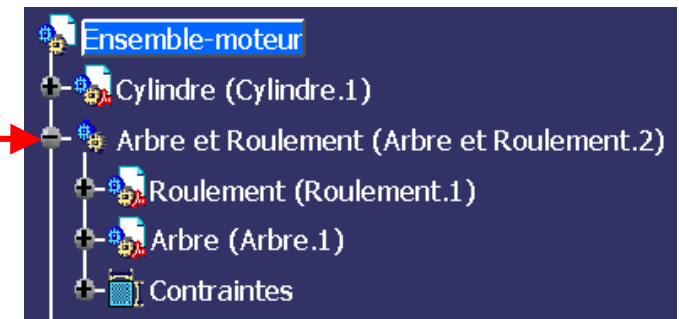 Ensemble-moteur
Cylindre (Cylindre.1)
Arbre et Roulement (Arbre et Roulement.2)
Roulement (Roulement.1)
Arbre (Arbre.1)
Contraintes